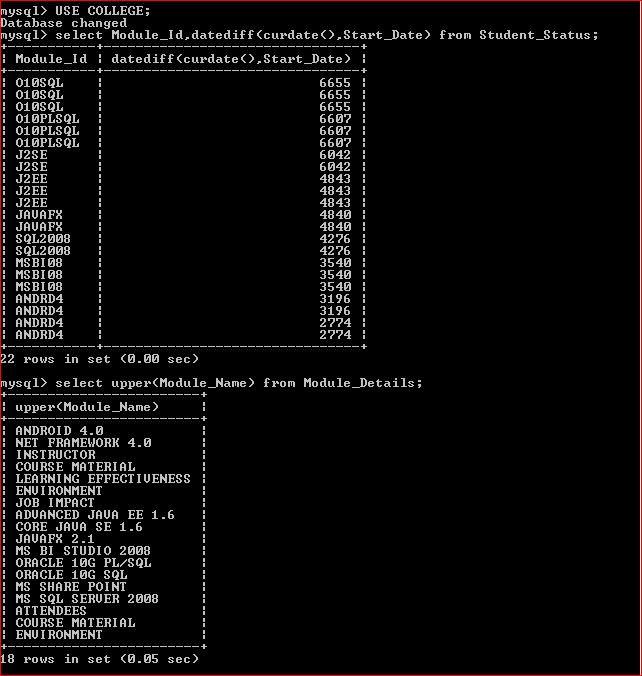 mysql> USE COLLEGE;
Database changed
mysql> select Module_Id,datediff(curdate(),Start_Date) from Student_Status;
+-----------+--------------------------------+
| Module_Id | datediff(curdate(),Start_Date) |
+-----------+--------------------------------+
| O10SQL | 6655 |
| O10SQL | 6655 |
| O10SQL | 6655 |
| O10PLSQL | 6607 |
| O10PLSQL | 6607 |
| O10PLSQL | 6607 |
| J2SE | 6042 |
| J2SE | 6042 |
| J2EE | 4843 |
| J2EE | 4843 |
| J2EE | 4843 |
| JAVAFX | 4840 |
| JAVAFX | 4840 |
| SQL2008 | 4276 |
| SQL2008 | 4276 |
| MSBI08 | 3540 |
| MSBI08 | 3540 |
| MSBI08 | 3540 |
| ANDRD4 | 3196 |
| ANDRD4 | 3196 |
| ANDRD4 | 2774 |
| ANDRD4 | 2774 |
+-----------+--------------------------------+
22 rows in set (0.00 sec)
mysql> select upper(Module_Name) from Module_Details;
+------------------------+
| upper(Module_Name) |
+------------------------+
| ANDROID 4.0 |
| NET FRAMEWORK 4.0 |
| INSTRUCTOR |
| COURSE MATERIAL |
| LEARNING EFFECTIVENESS |
| ENVIRONMENT |
| JOB IMPACT |
| ADVANCED JAVA EE 1.6 |
| CORE JAVA SE 1.6 |
| JAVAFX 2.1 |
| MS BI STUDIO 2008 |
| ORACLE 10G PL/SQL |
| ORACLE 10G SQL |
| MS SHARE POINT |
| MS SQL SERVER 2008 |
| ATTENDEES |
| COURSE MATERIAL |
| ENVIRONMENT |
+------------------------+
18 rows in set (0.05 sec)